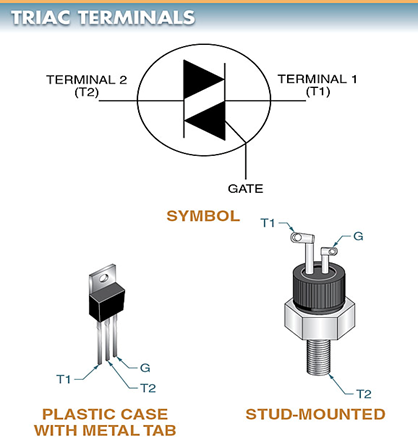 TRIAC TERMINALS
TERMINAL 2
(T2)
TERMINAL 1
(T1)
GATE
SYMBOL
T1
G
T1
T2
G
T2
PLASTIC CASE
WITH METAL TAB
STUD-MOUNTED